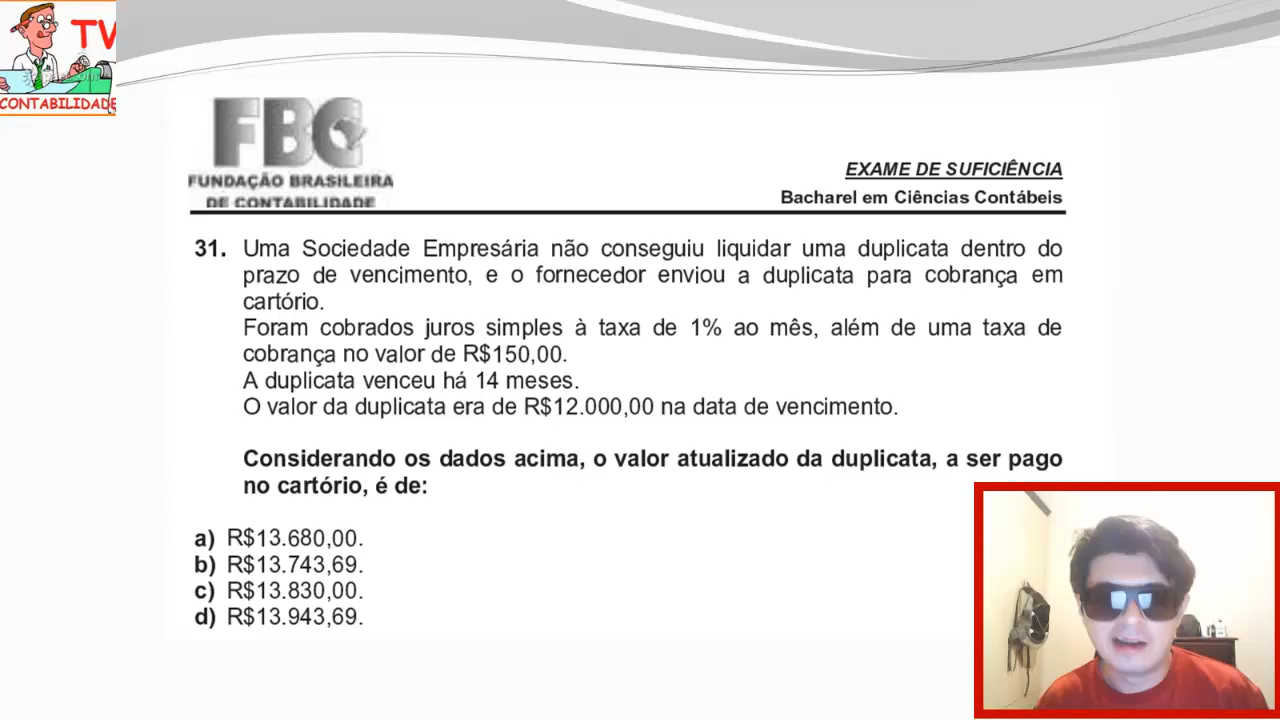 TV
CONTABILIDADE
FBC
FUNDAÇÃO BRASILEIRA
DE CONTABILIDADE
EXAME DE SUFICIÊNCIA
Bacharel em Ciências Contábeis
31. Uma Sociedade Empresária não conseguiu liquidar uma duplicata dentro do
prazo de vencimento, e o fornecedor enviou a duplicata para cobrança em
cartório.
Foram cobrados juros simples à taxa de 1% ao mês, além de uma taxa de
cobrança no valor de R$150,00.
A duplicata venceu há 14 meses.
O valor da duplicata era de R$12.000,00 na data de vencimento.
Considerando os dados acima, o valor atualizado da duplicata, a ser pago
no cartório, é de:
a) R$13.680,00.
b) R$13.743,69.
c) R$13.830,00.
d) R$13.943,69.